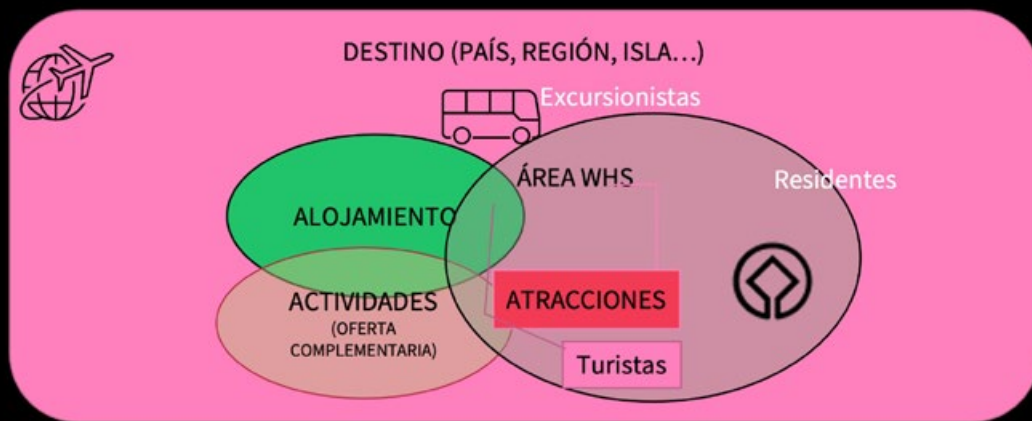 DESTINO (PAÍS, REGIÓN, ISLA...)
Excursionistas
ÁREA WHS
Residentes
ALOJAMIENTO
ACTIVIDADES
(OFERTA
COMPLEMENTARIA)
ATRACCIONES
Turistas